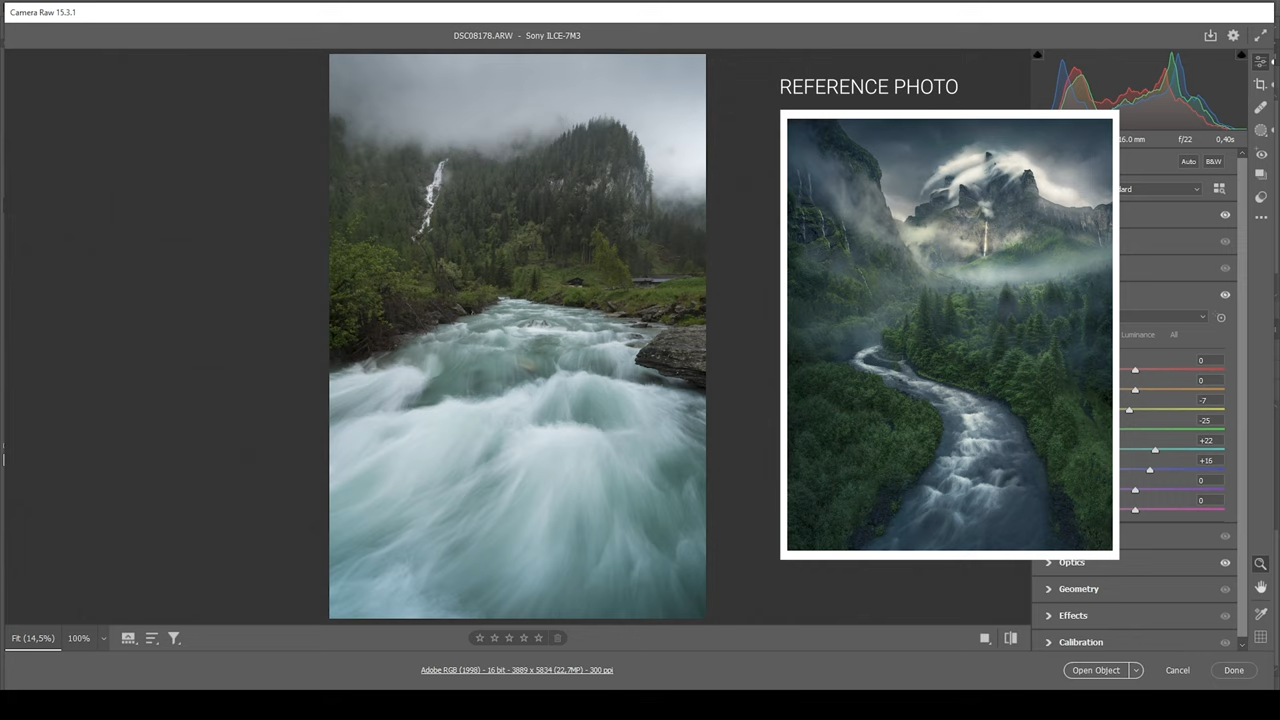 Camera Raw 15.3.1
DSC08178.ARW - Sony ILCE-7M3
REFERENCE PHOTO
16.0 mm f/22 0,40s
Auto B&W
Luminance All
0
0
-7
-25
+22
+16
0
0
Optics
Geometry
Effects
Calibration
Fit (14,5%) 100%
Adobe RGB (1998) - 16 bit - 3889 x 5834 (22,7MP) - 300 ppi
Open Object Cancel Done